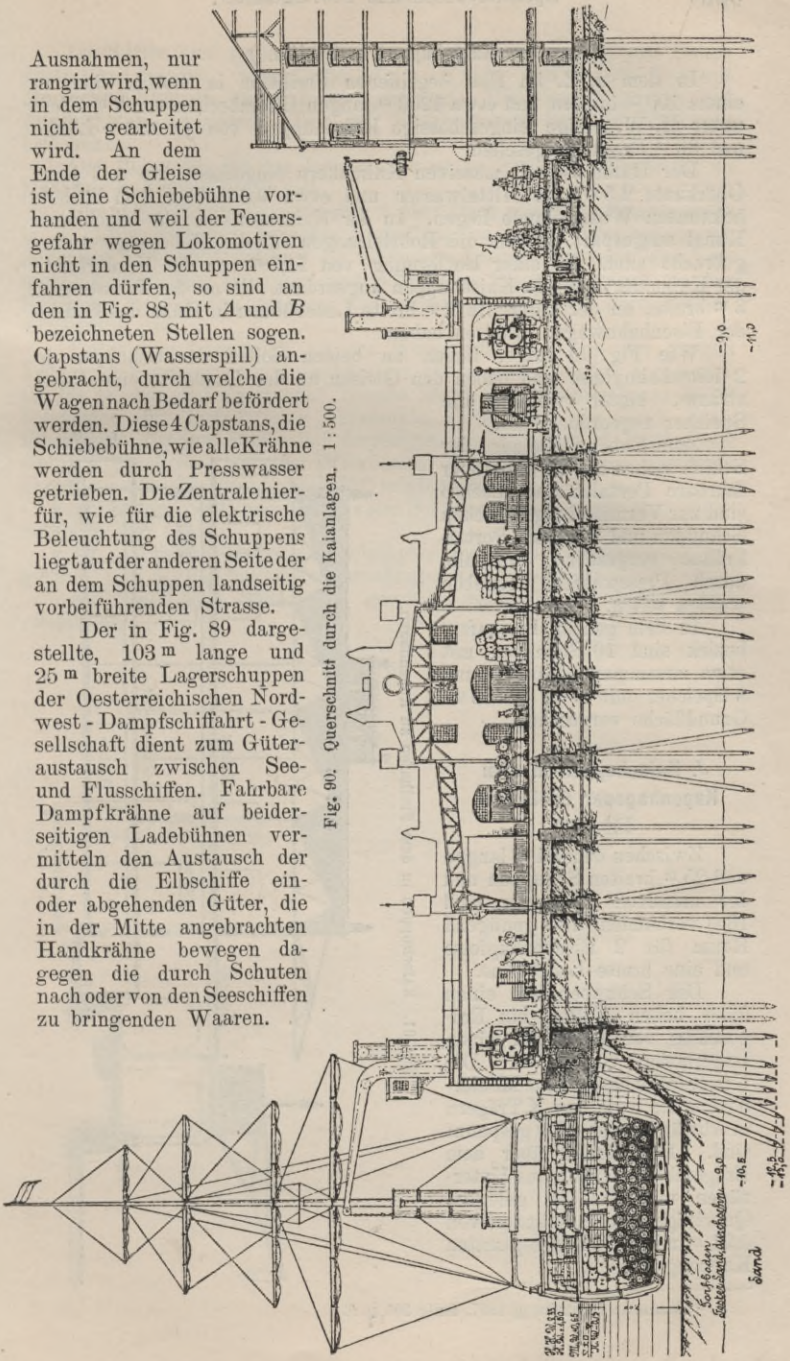 Ausnahmen, nur
rangirt wird, wenn
in dem Schuppen
nicht gearbeitet
wird. An dem
Ende der Gleise
ist eine Schiebebühne vor-
handen und weil der Feuers-
gefahr wegen Lokomotiven
nicht in den Schuppen ein-
fahren dürfen, so sind an
den in Fig. 88 mit A und B
bezeichneten Stellen sogen.
Capstans (Wasserspill) an-
gebracht, durch welche die
Wagen nach Bedarf befördert
werden. Diese 4 Capstans, die
Schiebebühne, wie alle Krähne
werden durch Presswasser
getrieben. Die Zentrale hier-
für, wie für die elektrische
Beleuchtung des Schuppens
liegt auf der anderen Seite der
an dem Schuppen landseitig
vorbeiführenden Strasse.
Der in Fig. 89 darge-
stellte, 103 m lange und
25 m breite Lagerschuppen
der Oesterreichischen Nord-
west - Dampfschiffahrt - Ge-
sellschaft dient zum Güter-
austausch zwischen See-
und Flusschiffen. Fahrbare
Dampfkrähne auf beider-
seitigen Ladebühnen ver-
mitteln den Austausch der
durch die Elbschiffe ein-
oder abgehenden Güter, die
in der Mitte angebrachten
Handkrähne bewegen da-
gegen die durch Schuten
nach oder von den Seeschiffen
zu bringenden Waaren.
Fig. 90. Querschnitt durch die Kaianlagen. 1 : 500.
-9,0
-11,0
Torfboden
Fester Sand durchschn. -9,0
-10,5
Sand